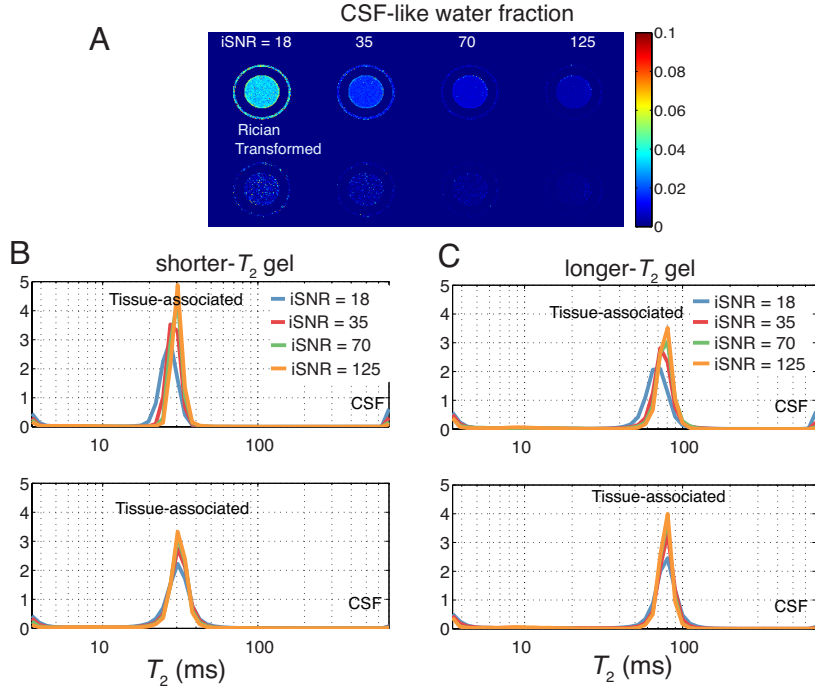 CSF-like water fraction
A
iSNR = 18 35 70 125
Rician
Transformed
0.1
0.08
0.06
0.04
0.02
0
B
shorter-T2 gel
Tissue-associated
iSNR = 18
iSNR = 35
iSNR = 70
iSNR = 125
CSF
5
4
3
2
1
0
10 100
C
longer-T2 gel
Tissue-associated
iSNR = 18
iSNR = 35
iSNR = 70
iSNR = 125
CSF
5
4
3
2
1
0
10 100
Tissue-associated
CSF
5
4
3
2
1
0
10 100
T2 (ms)
Tissue-associated
CSF
5
4
3
2
1
0
10 100
T2 (ms)